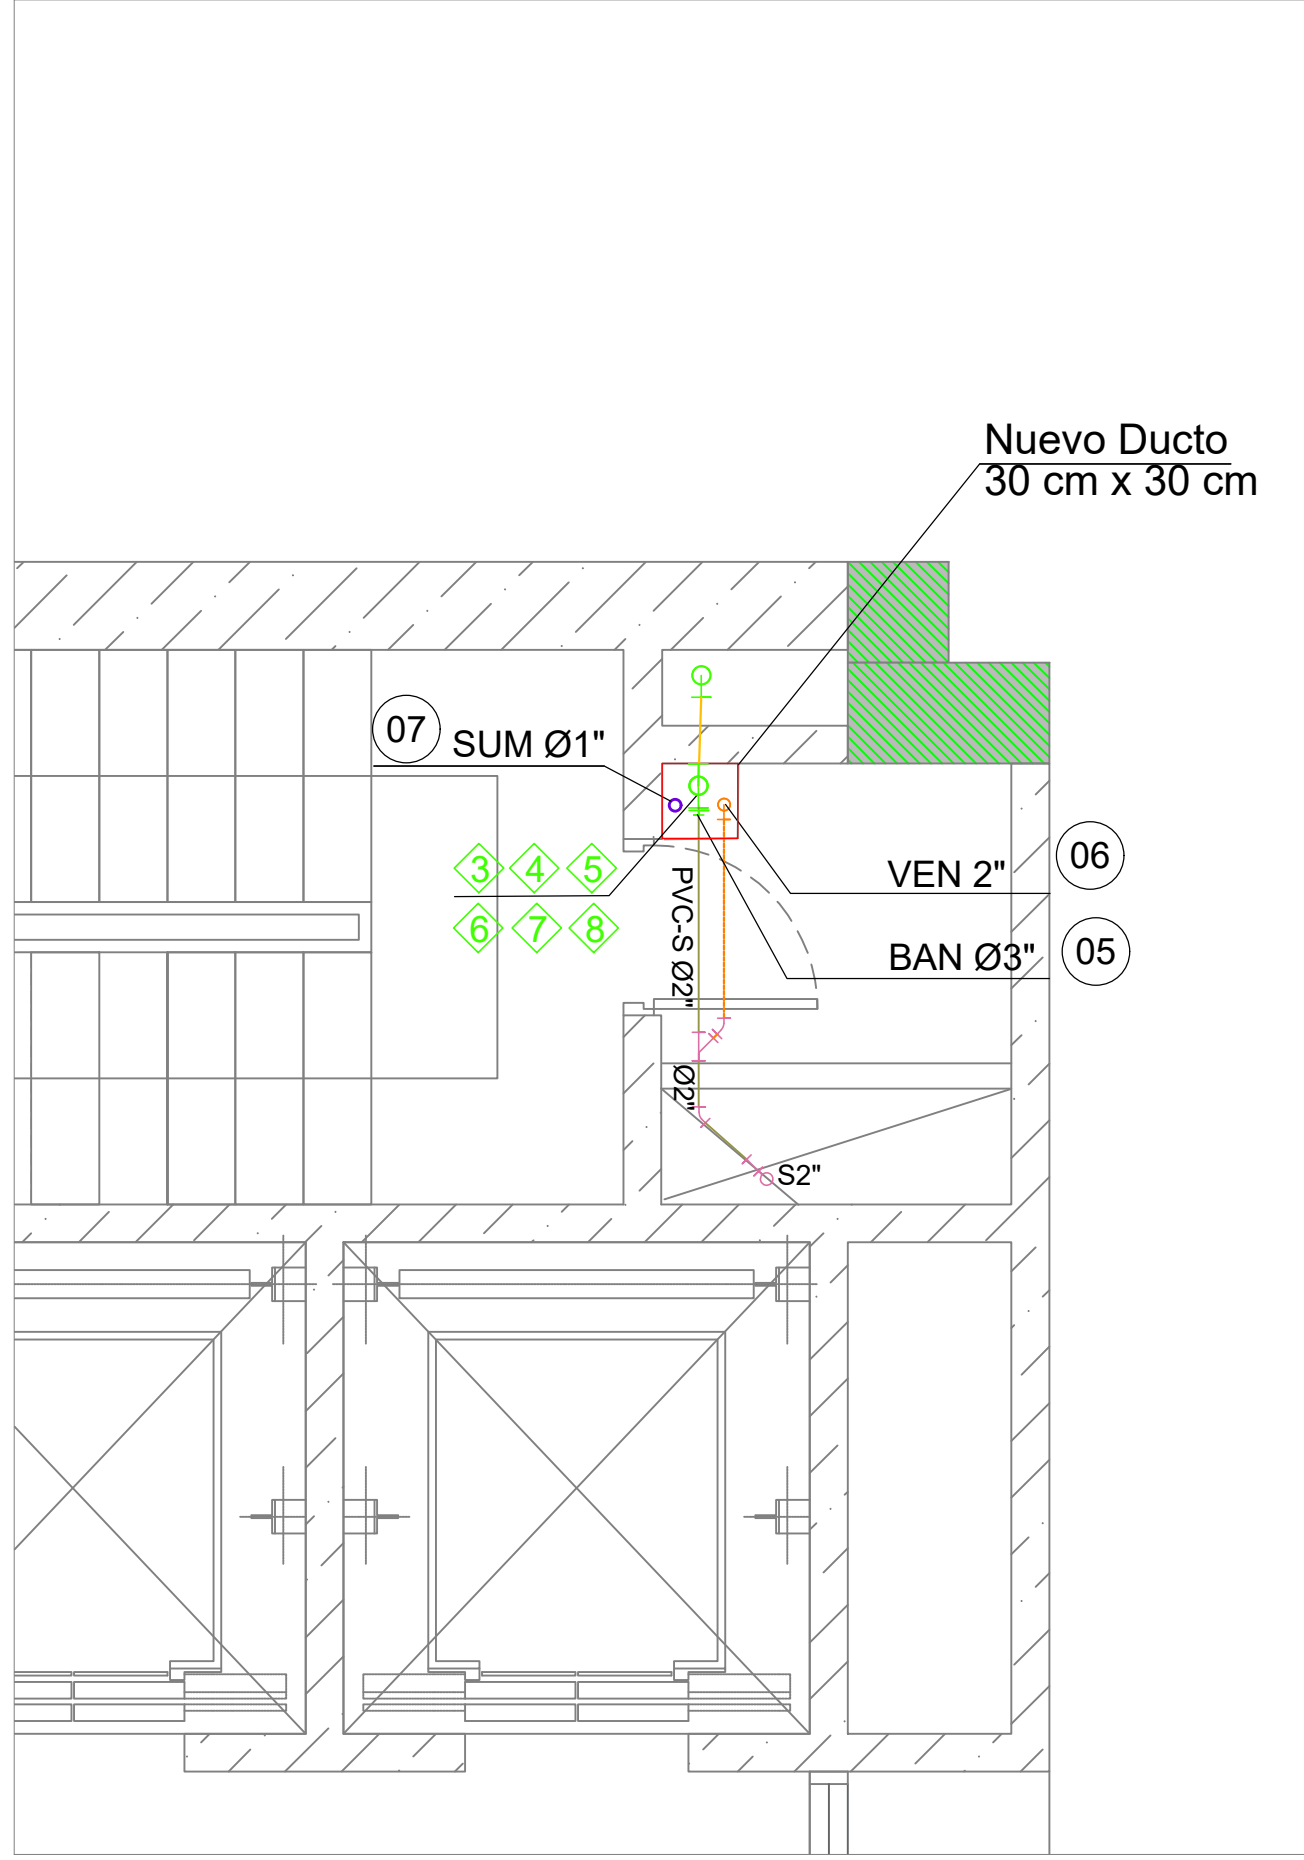 Nuevo Ducto
30 cm x 30 cm
07
SUM Ø1"
3 4 5
6 7 8
PVC-S Ø2"
VEN 2"
06
BAN Ø3"
05
Ø2"
S2"